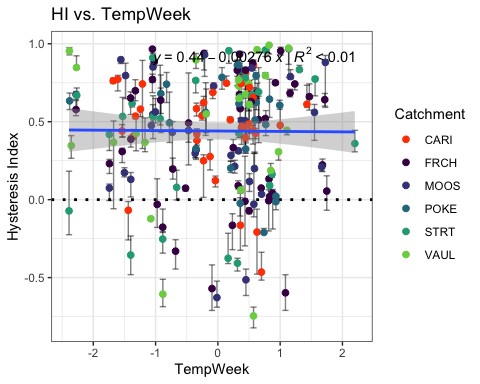 HI vs. TempWeek
y = 0.44 – 0.00276 x R² < 0.01
Hysteresis Index
1.0
0.5
0.0
-0.5
-2
-1
0
1
2
TempWeek
Catchment
CARI
FRCH
MOOS
POKE
STRT
VAUL